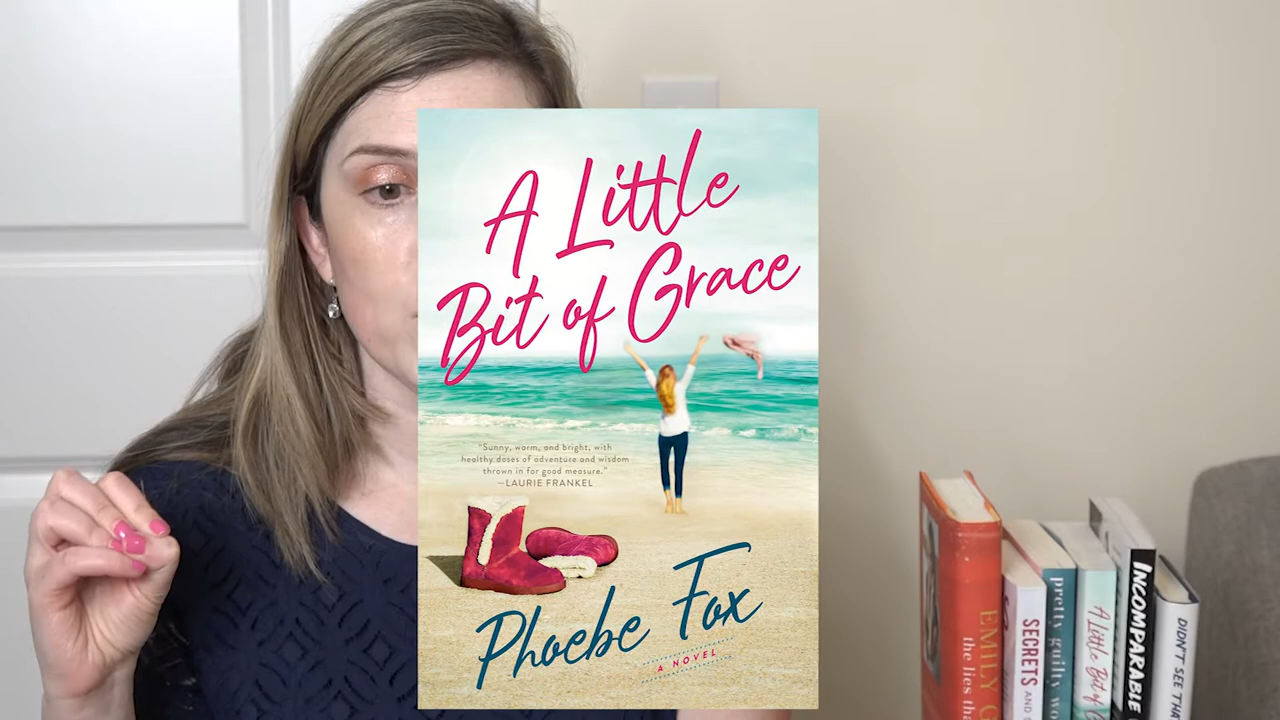 A Little
Bit of Grace
"Sunny, warm, and bright, with
healthy doses of adventure and wisdom
thrown in for good measure."
—LAURIE FRANKEL
Phoebe Fox
A NOVEL
EMILY G
the lies tha
SECRETS AND
pretty guilty wo
A Little Bit of
INCOMPARABLE
DIDN'T SEE THA